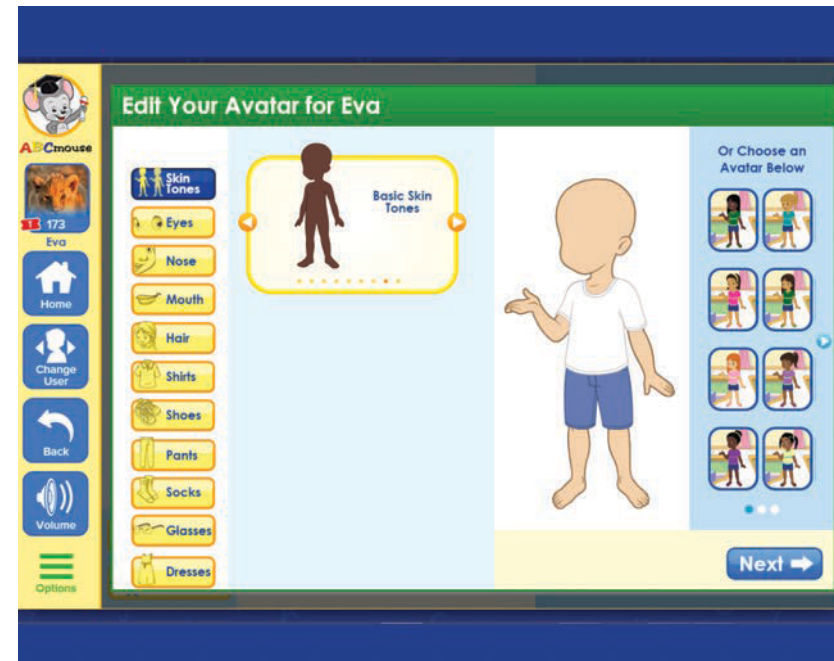 Edit Your Avatar for Eva
ABCmouse
173
Eva
Home
Change
User
Back
Volume
Options
Skin
Tones
Eyes
Nose
Mouth
Hair
Shirts
Shoes
Pants
Socks
Glasses
Dresses
Basic Skin
Tones
Or Choose an
Avatar Below
Next